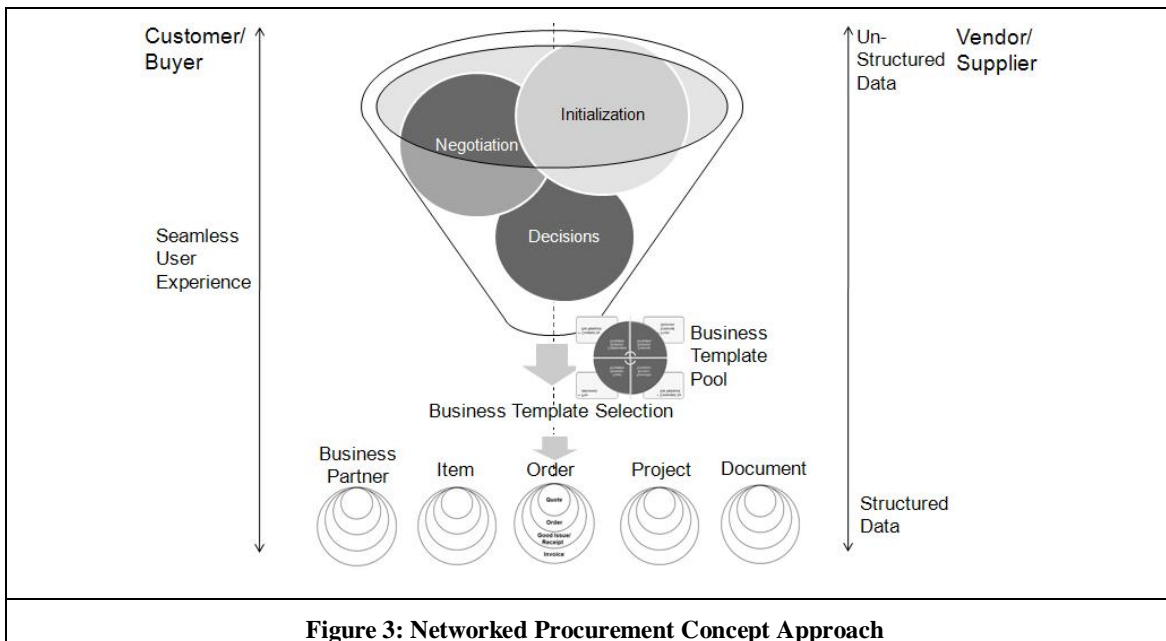 Customer/
Buyer
Un-
Structured
Data
Vendor/
Supplier
Initialization
Negotiation
Decisions
Seamless
User
Experience
Business
Template
Pool
Business Template Selection
Business
Partner
Item
Order
Project
Document
Quote
Order
Good Issue/
Receipt
Invoice
Structured
Data
Figure 3: Networked Procurement Concept Approach